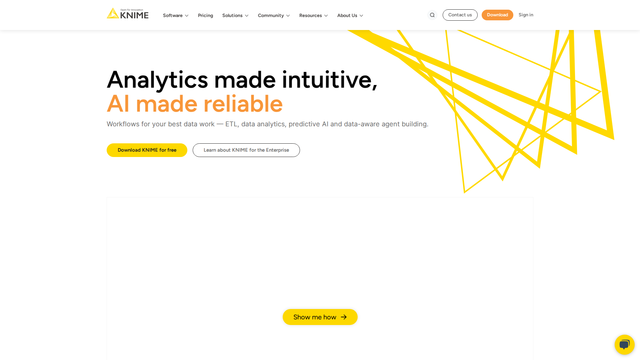 KNIME
Software
Pricing
Solutions
Community
Resources
About Us
Contact us
Download
Sign in
Analytics made intuitive,
AI made reliable
Workflows for your best data work — ETL, data analytics, predictive AI and data-aware agent building.
Download KNIME for free
Learn about KNIME for the Enterprise
Show me how